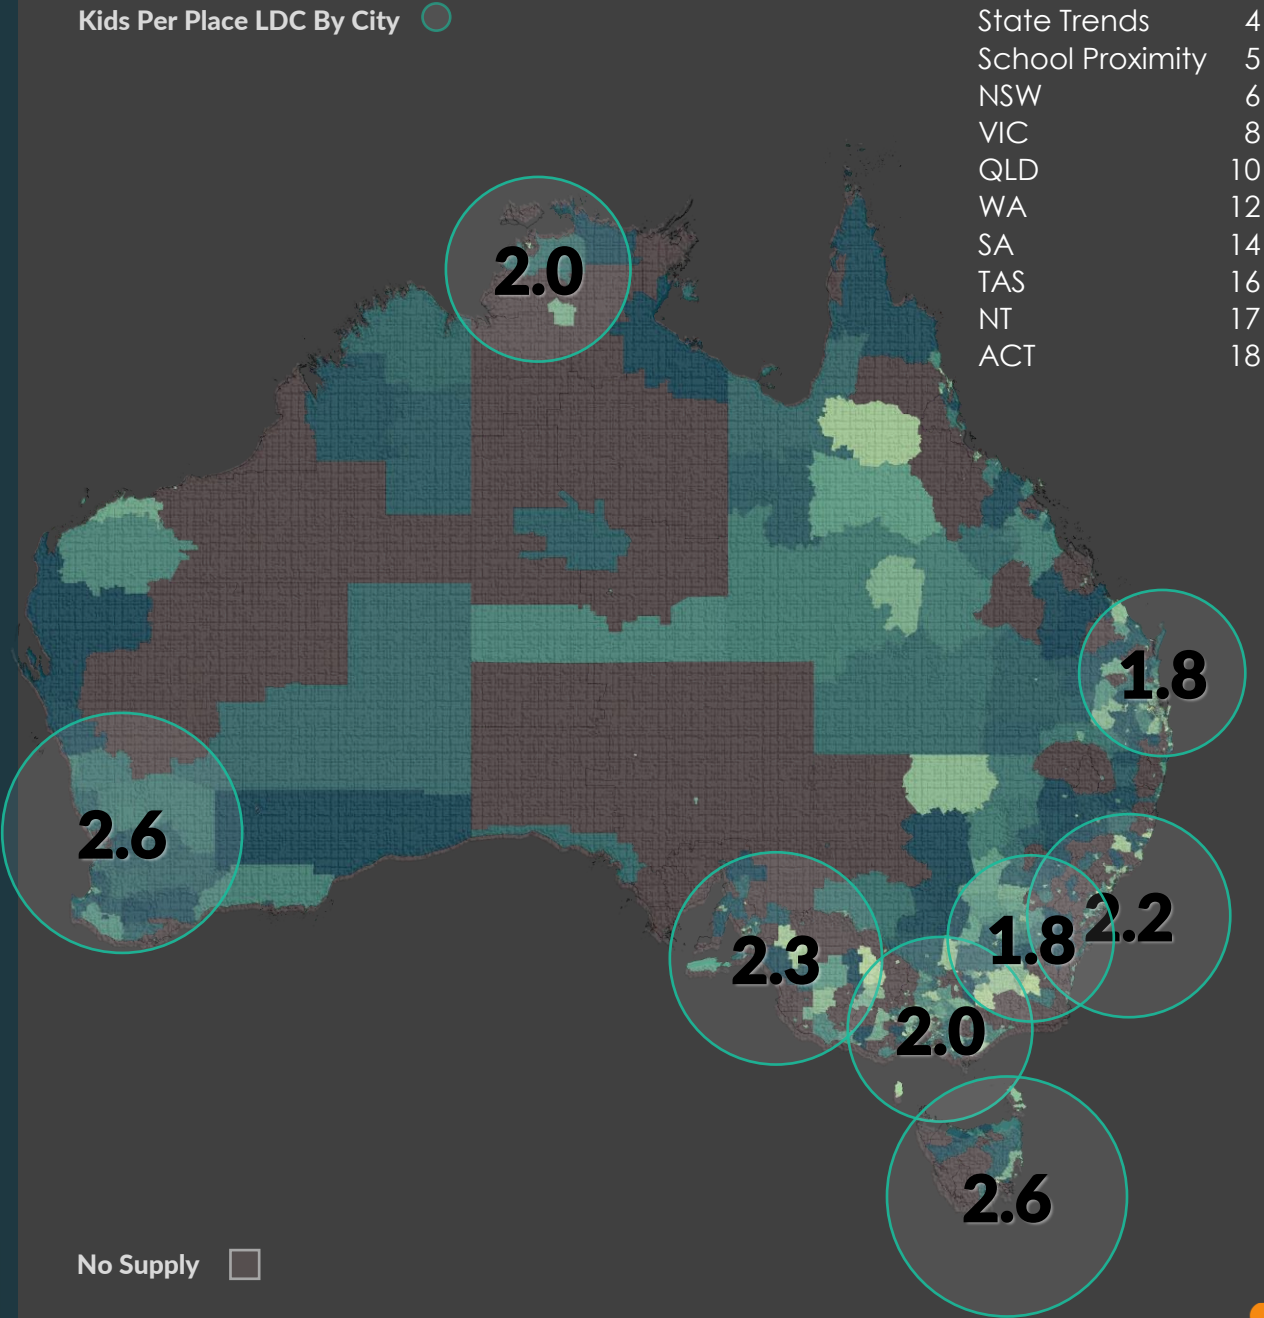 Kids Per Place LDC By City
State Trends 4
School Proximity 5
NSW 6
VIC 8
QLD 10
WA 12
SA 14
TAS 16
NT 17
ACT 18
2.0
1.8
2.6
2.2
1.8
2.3
2.0
2.6
No Supply